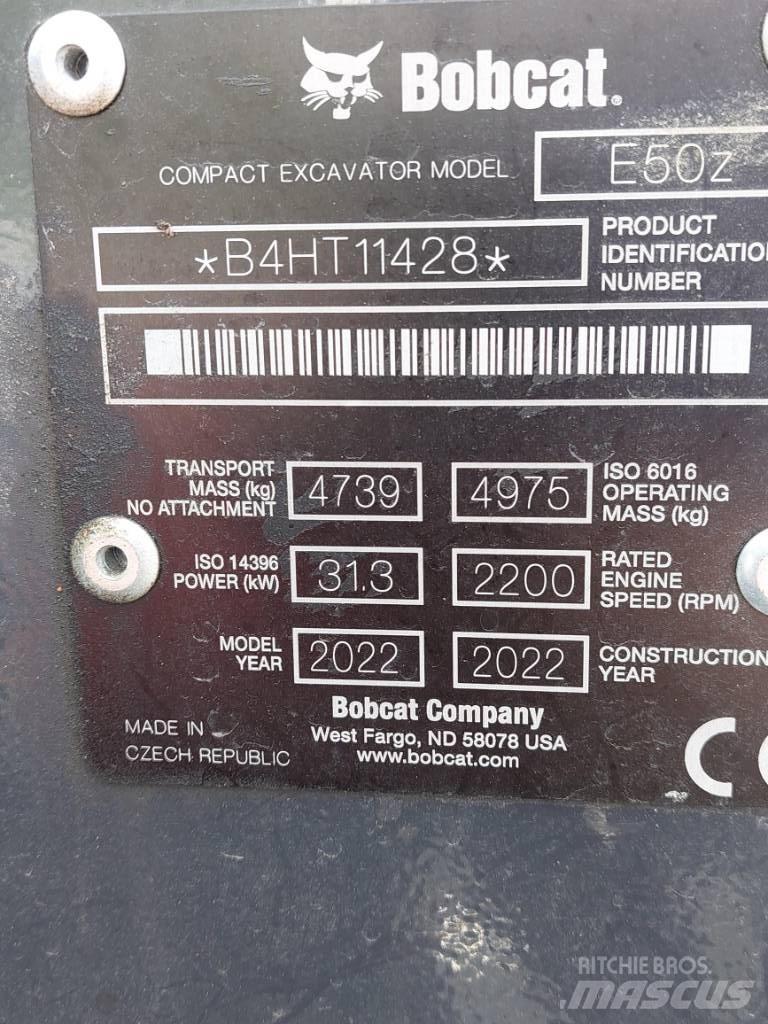 Bobcat®
COMPACT EXCAVATOR MODEL E50z
*B4HT11428*
PRODUCT
IDENTIFICATIO
NUMBER
TRANSPORT
MASS (kg)
NO ATTACHMENT
4739
4975
ISO 6016
OPERATING
MASS (kg)
ISO 14396
POWER (kW)
31.3
2200
RATED
ENGINE
SPEED (RPM)
MODEL
YEAR
2022
2022
CONSTRUCTION
YEAR
Bobcat Company
West Fargo, ND 58078 USA
www.bobcat.com
MADE IN
CZECH REPUBLIC
CE
RITCHIE BROS.
MASCUS